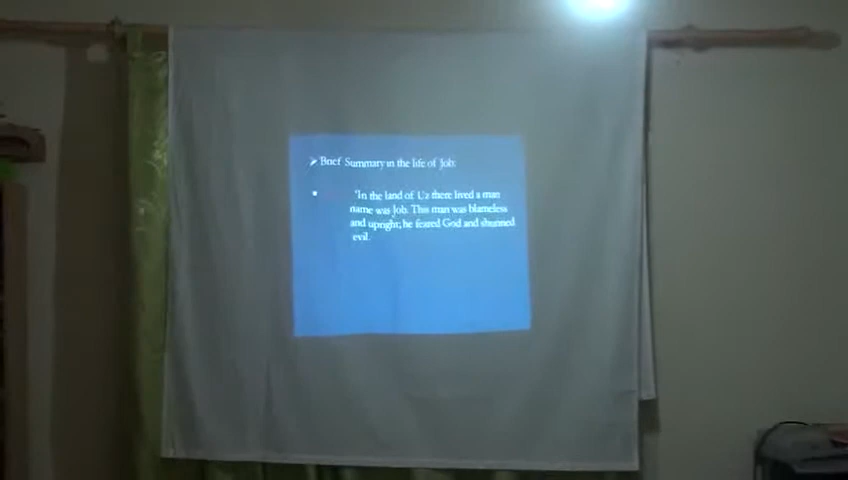 ➢ Brief Summary in the life of Job:
• "In the land of Uz there lived a man
name was Job. This man was blameless
and upright; he feared God and shunned
evil.